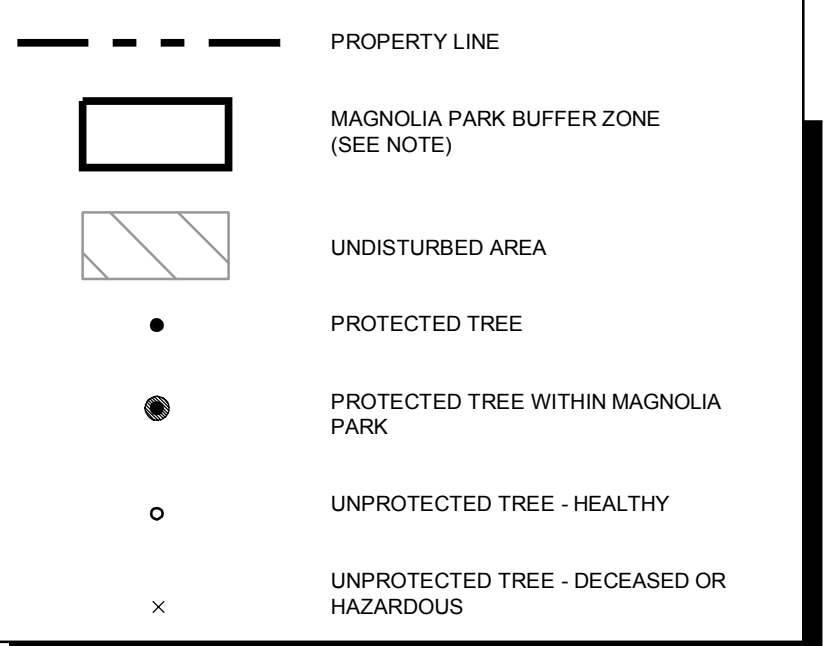 PROPERTY LINE
MAGNOLIA PARK BUFFER ZONE
(SEE NOTE)
UNDISTURBED AREA
PROTECTED TREE
PROTECTED TREE WITHIN MAGNOLIA
PARK
UNPROTECTED TREE - HEALTHY
UNPROTECTED TREE - DECEASED OR
HAZARDOUS